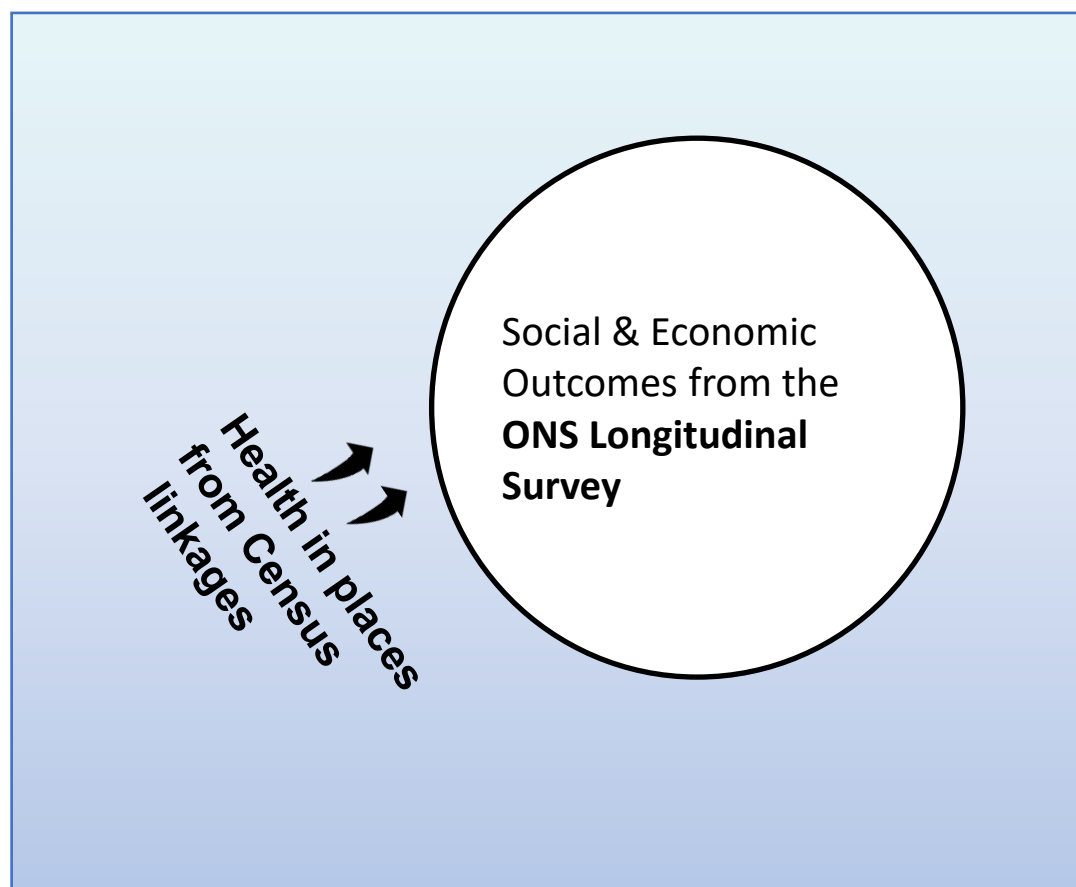 Health in places
from Census
linkages
Social & Economic
Outcomes from the
ONS Longitudinal
Survey